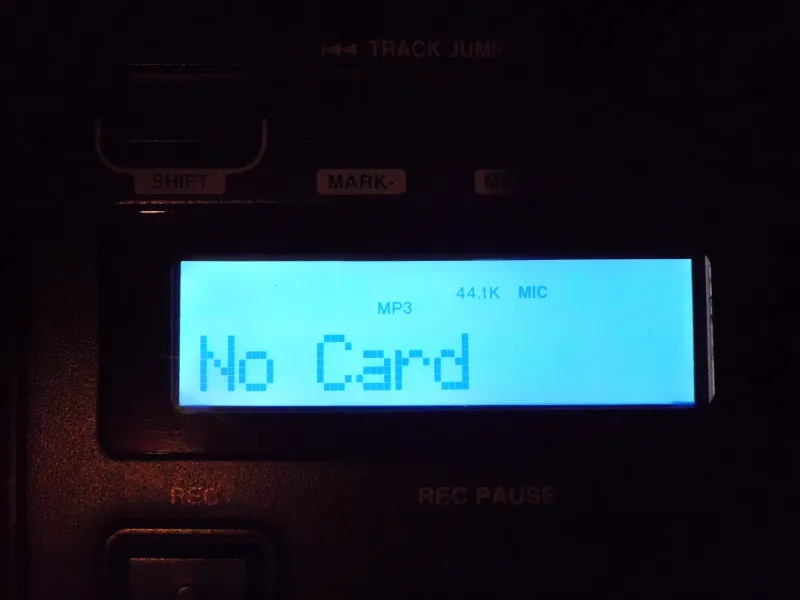 TRACK JUMP
SHIFT MARK-
44.1K MIC
MP3
No Card
REC REC PAUSE